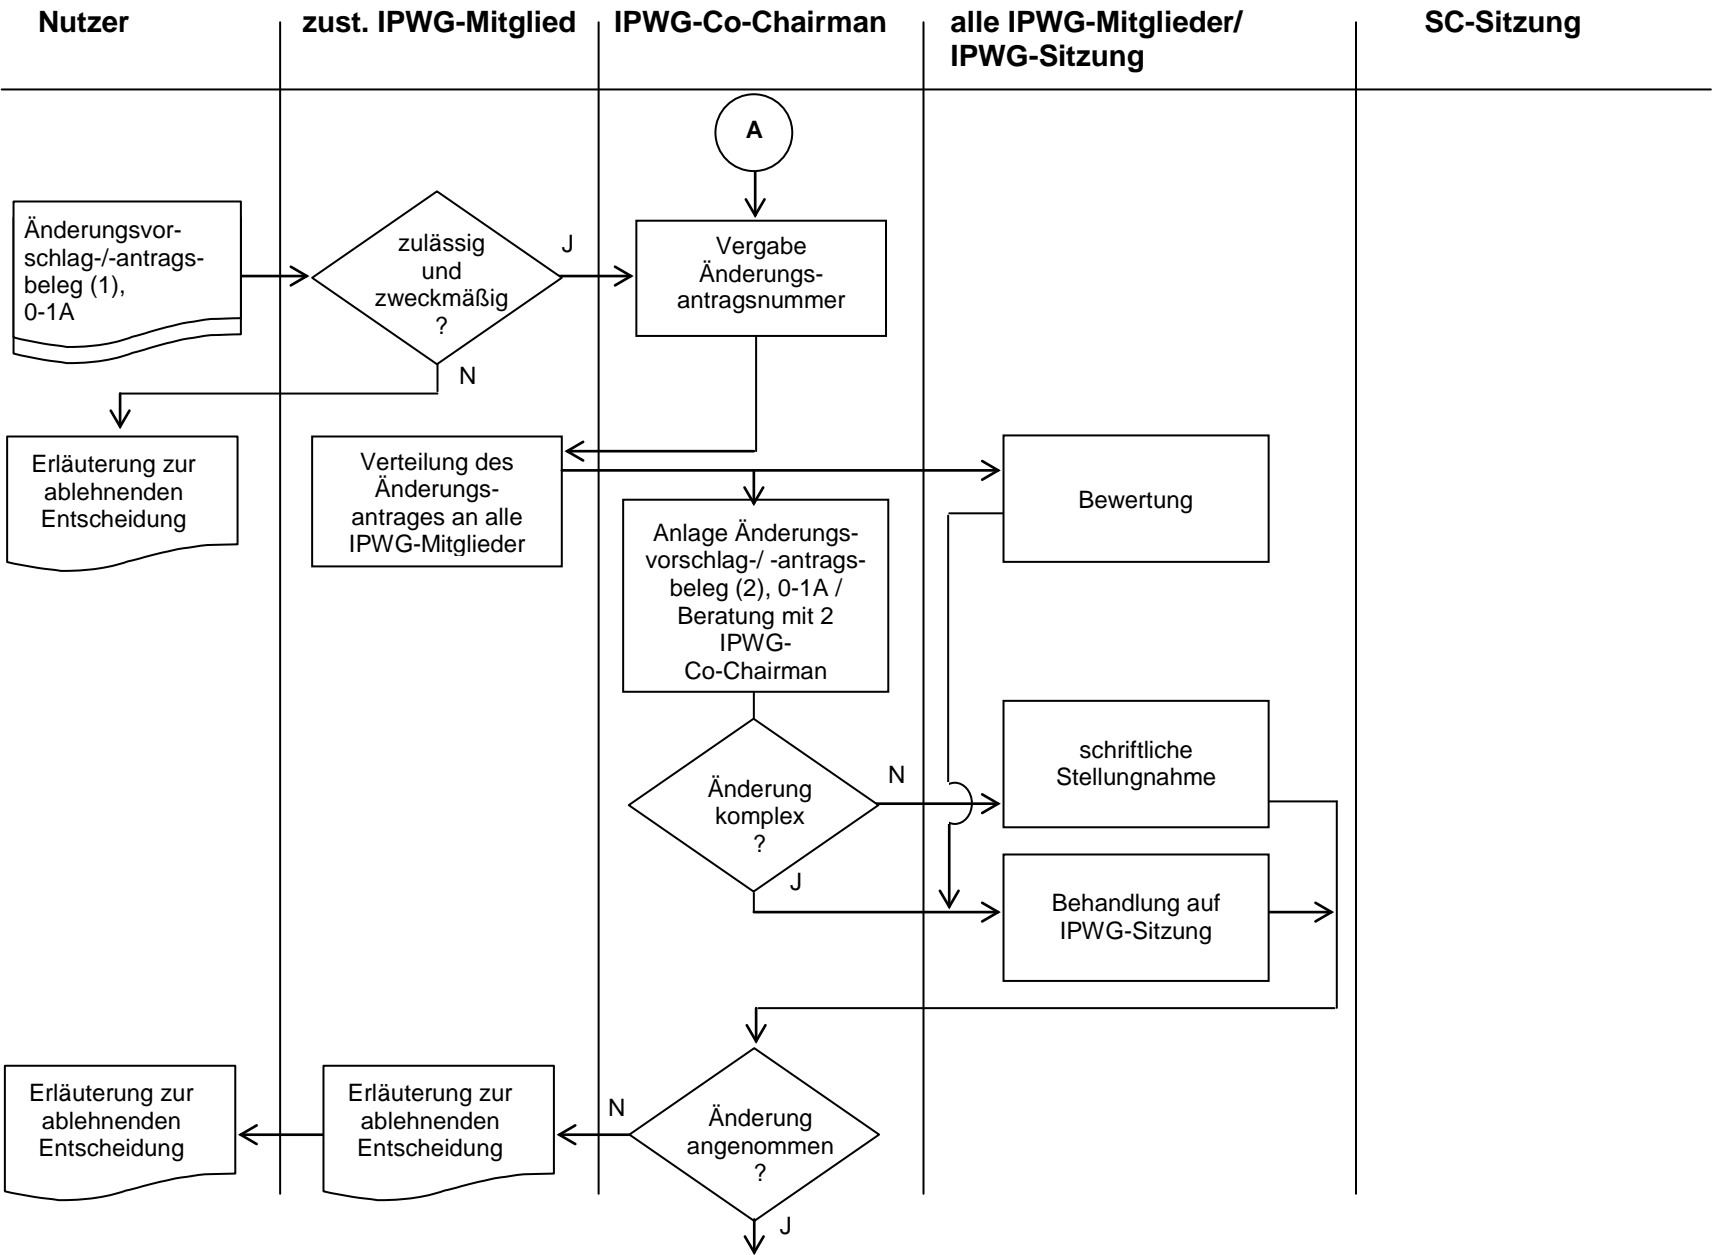 Nutzer
zust. IPWG-Mitglied
IPWG-Co-Chairman
alle IPWG-Mitglieder/
IPWG-Sitzung
SC-Sitzung
A
Änderungsvor-
schlag-/-antrags-
beleg (1),
0-1A
zulässig
und
zweckmäßig
?
J
Vergabe
Änderungs-
antragsnummer
N
Erläuterung zur
ablehnenden
Entscheidung
Verteilung des
Änderungs-
antrages an alle
IPWG-Mitglieder
Bewertung
Anlage Änderungs-
vorschlag-/ -antrags-
beleg (2), 0-1A /
Beratung mit 2
IPWG-
Co-Chairman
schriftliche
Stellungnahme
Änderung
komplex
?
N
J
Behandlung auf
IPWG-Sitzung
Erläuterung zur
ablehnenden
Entscheidung
Erläuterung zur
ablehnenden
Entscheidung
N
Änderung
angenommen
?
J